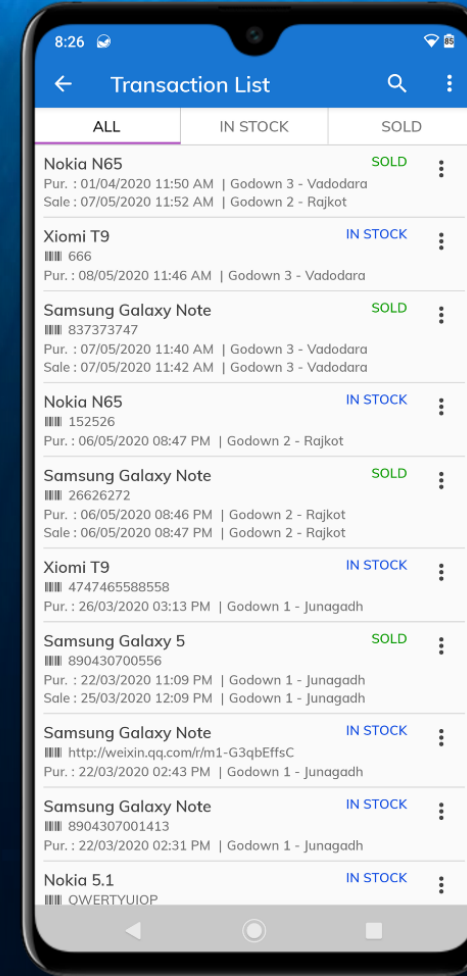 8:26
85
Transaction List
ALL IN STOCK SOLD
Nokia N65 SOLD
Pur. : 01/04/2020 11:50 AM | Godown 3 - Vadodara
Sale : 07/05/2020 11:52 AM | Godown 2 - Rajkot
Xiomi T9 IN STOCK
666
Pur. : 08/05/2020 11:46 AM | Godown 3 - Vadodara
Samsung Galaxy Note SOLD
837373747
Pur. : 07/05/2020 11:40 AM | Godown 3 - Vadodara
Sale : 07/05/2020 11:42 AM | Godown 3 - Vadodara
Nokia N65 IN STOCK
152526
Pur. : 06/05/2020 08:47 PM | Godown 2 - Rajkot
Samsung Galaxy Note SOLD
26626272
Pur. : 06/05/2020 08:46 PM | Godown 2 - Rajkot
Sale : 06/05/2020 08:47 PM | Godown 2 - Rajkot
Xiomi T9 IN STOCK
4747465588558
Pur. : 26/03/2020 03:13 PM | Godown 1 - Junagadh
Samsung Galaxy 5 SOLD
890430700556
Pur. : 22/03/2020 11:09 PM | Godown 1 - Junagadh
Sale : 25/03/2020 12:09 PM | Godown 1 - Junagadh
Samsung Galaxy Note IN STOCK
http://weixin.qq.com/r/m1-G3qbEffsC
Pur. : 22/03/2020 02:43 PM | Godown 1 - Junagadh
Samsung Galaxy Note IN STOCK
8904307001413
Pur. : 22/03/2020 02:31 PM | Godown 1 - Junagadh
Nokia 5.1 IN STOCK
QWERTYUIOP